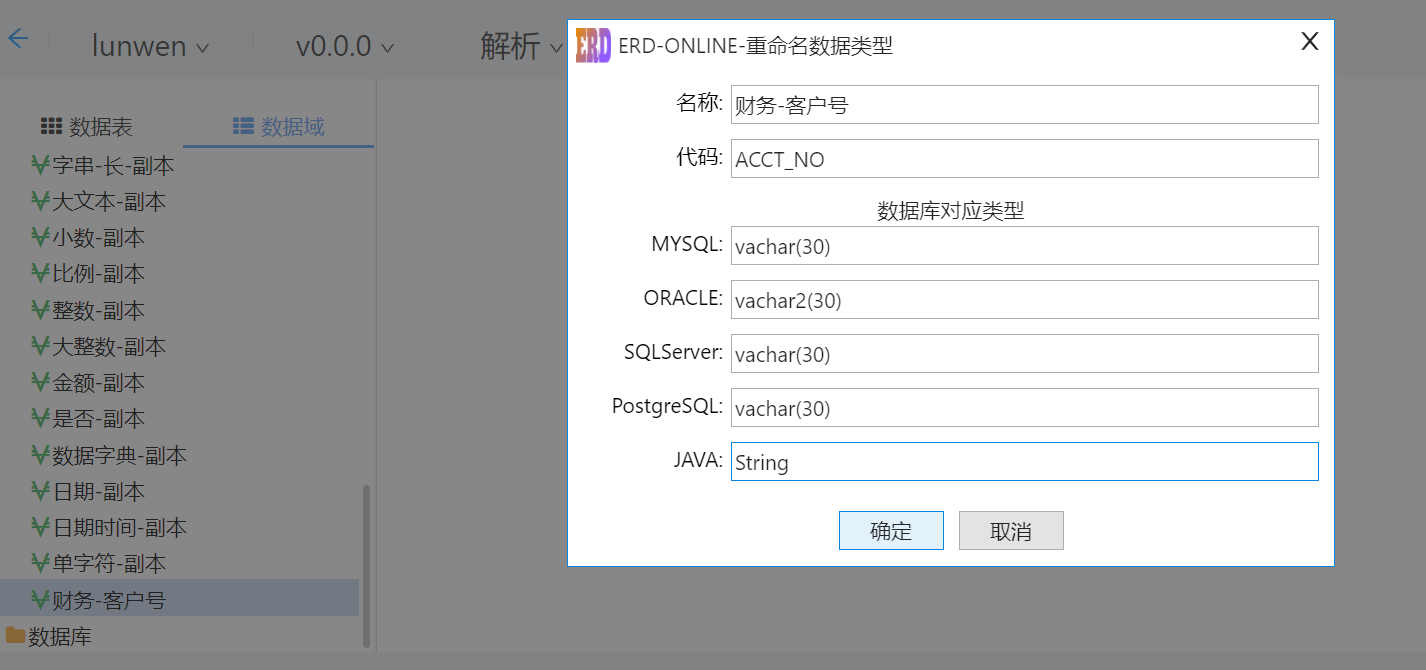 lunwen
v0.0.0
解析
数据表
数据域
字串-长-副本
大文本-副本
小数-副本
比例-副本
整数-副本
大整数-副本
金额-副本
是否-副本
数据字典-副本
日期-副本
日期时间-副本
单字符-副本
财务-客户号
数据库
ERD ERD-ONLINE-重命名数据类型
X
名称: 财务-客户号
代码: ACCT_NO
数据库对应类型
MYSQL: vachar(30)
ORACLE: vachar2(30)
SQLServer: vachar(30)
PostgreSQL: vachar(30)
JAVA: String
确定 取消